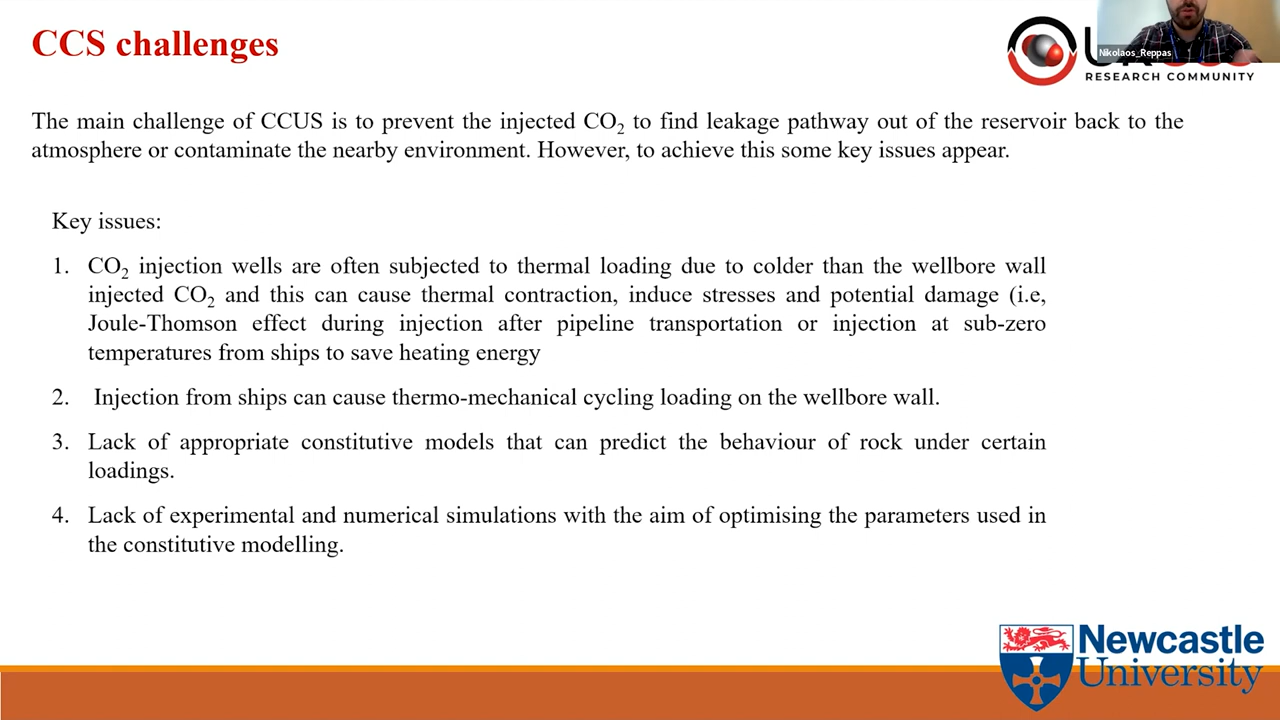 CCS challenges
Nikolaos_Reppas
RESEARCH COMMUNITY
The main challenge of CCUS is to prevent the injected CO₂ to find leakage pathway out of the reservoir back to the
atmosphere or contaminate the nearby environment. However, to achieve this some key issues appear.
Key issues:
1. CO₂ injection wells are often subjected to thermal loading due to colder than the wellbore wall
injected CO₂ and this can cause thermal contraction, induce stresses and potential damage (i.e,
Joule-Thomson effect during injection after pipeline transportation or injection at sub-zero
temperatures from ships to save heating energy
2. Injection from ships can cause thermo-mechanical cycling loading on the wellbore wall.
3. Lack of appropriate constitutive models that can predict the behaviour of rock under certain
loadings.
4. Lack of experimental and numerical simulations with the aim of optimising the parameters used in
the constitutive modelling.
Newcastle
University